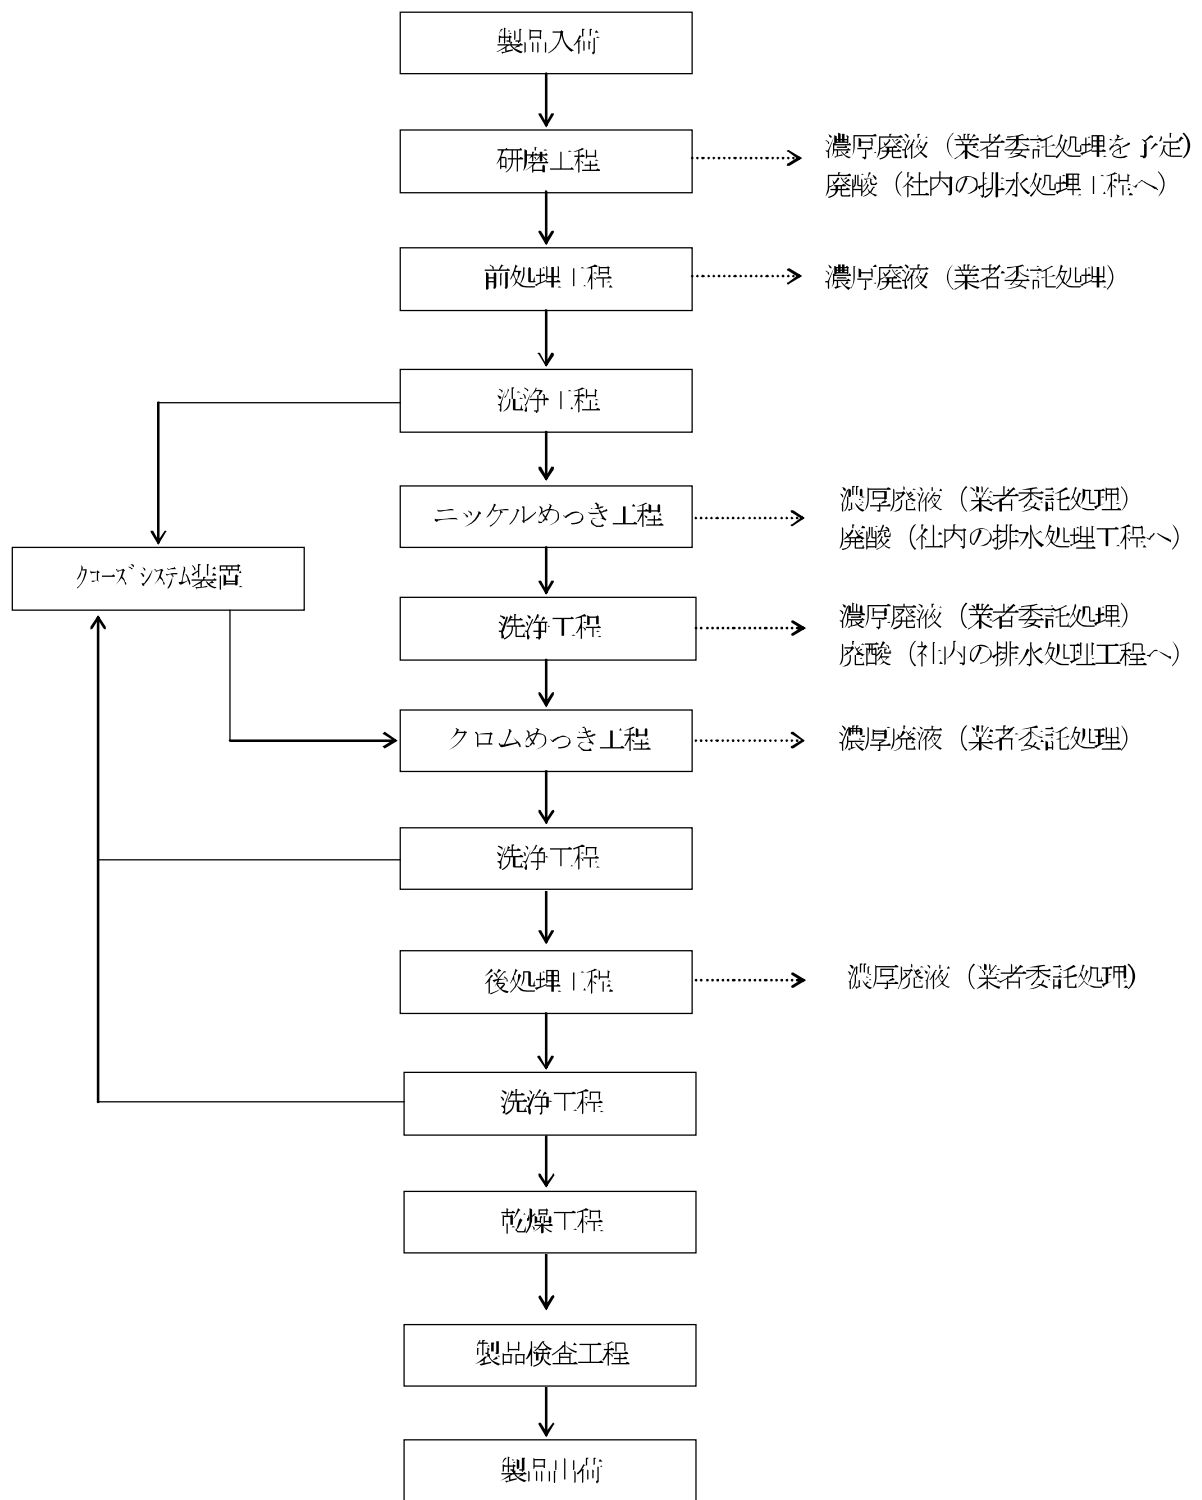 製品入荷
研磨工程
濃厚廃液（業者委託処理を予定）
廃酸（社内の排水処理工程へ）
前処理工程
濃厚廃液（業者委託処理）
洗浄工程
ニッケルめっき工程
濃厚廃液（業者委託処理）
廃酸（社内の排水処理工程へ）
ｸﾛｰｽﾞｼｽﾃﾑ装置
洗浄工程
濃厚廃液（業者委託処理）
廃酸（社内の排水処理工程へ）
クロムめっき工程
濃厚廃液（業者委託処理）
洗浄工程
後処理工程
濃厚廃液（業者委託処理）
洗浄工程
乾燥工程
製品検査工程
製品出荷